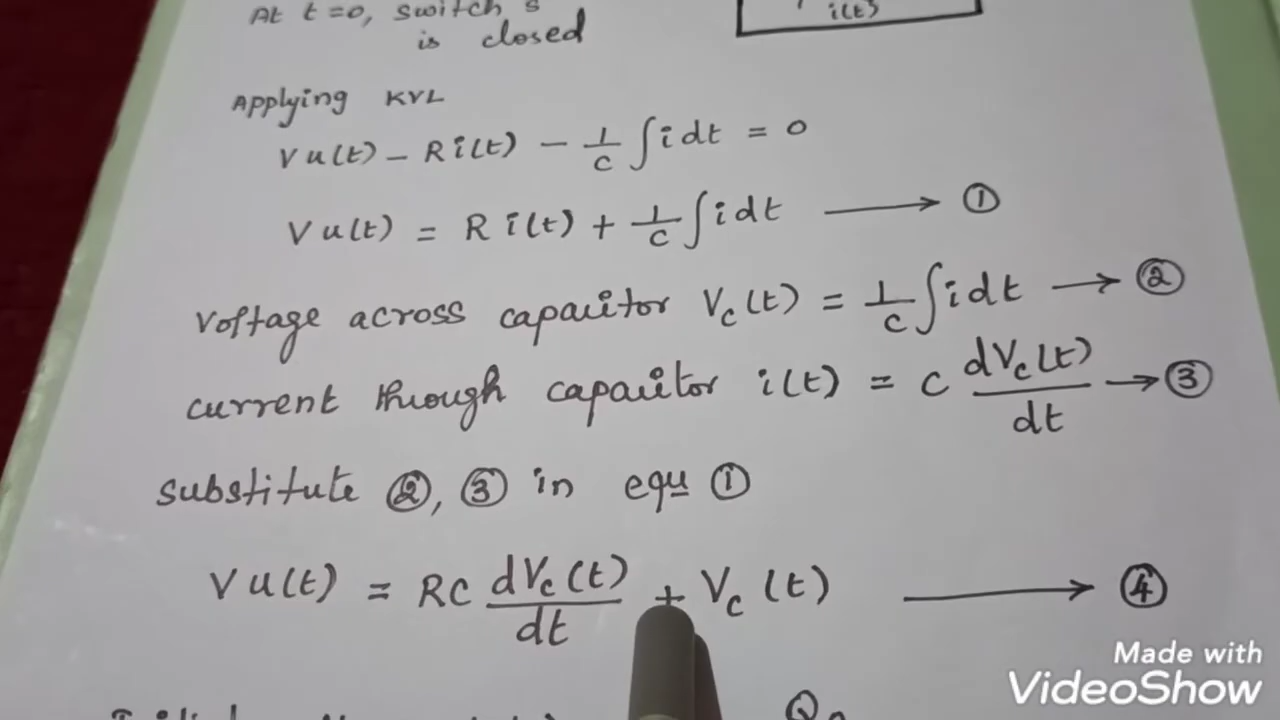 At t=0, switch s
i(t)
is closed
Applying KVL
V u(t) - R i(t) - 1/c ∫ i dt = 0
V u(t) = R i(t) + 1/c ∫ i dt ⟶ ①
Voltage across capacitor Vc(t) = 1/c ∫ i dt → ②
current through capacitor i(t) = c dVc(t)/dt → ③
substitute ②, ③ in equ ①
V u(t) = RC dVc(t)/dt + Vc(t) ⟶ ④
Made with
VideoShow